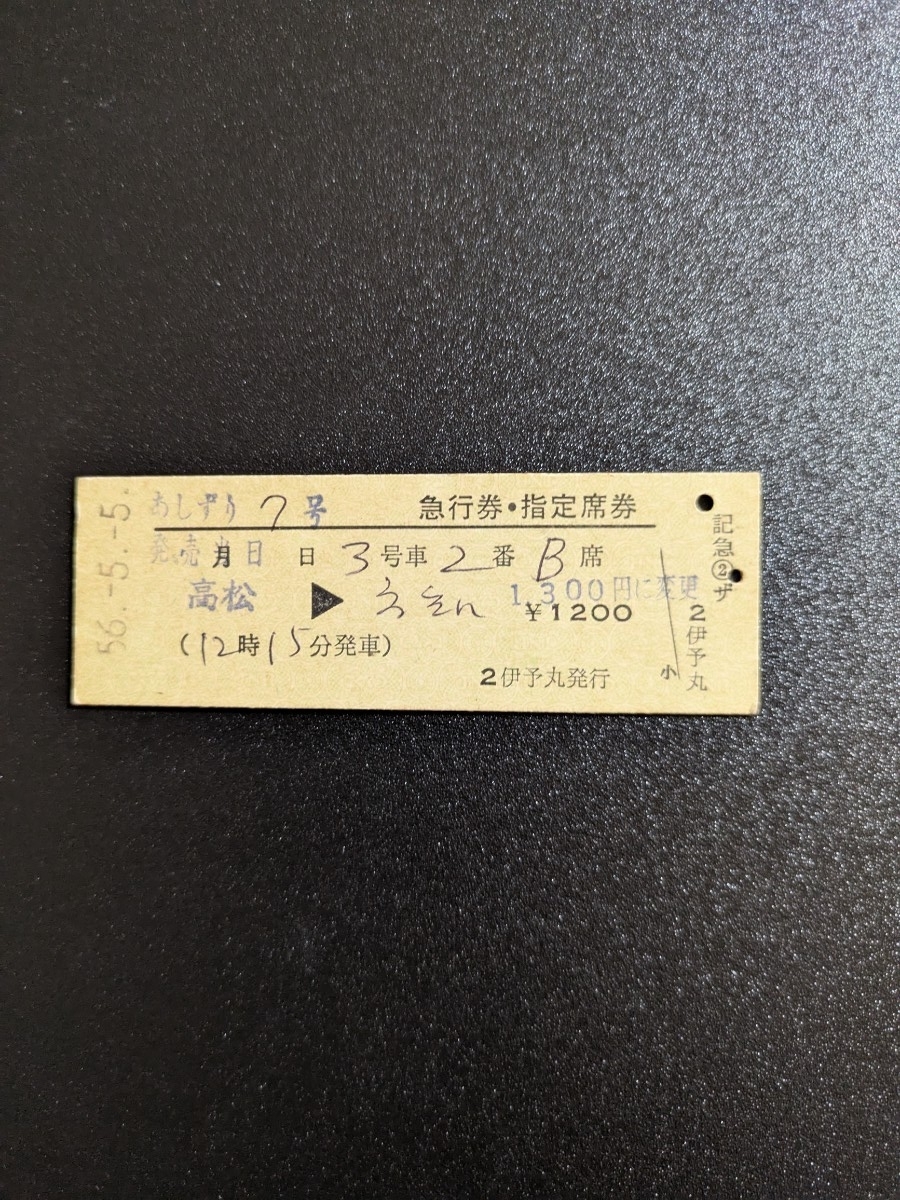 56.-5.-5.
あしずり 7 号 急行券・指定席券
発売当日 月 日 3号車 2番 B席
高松 ▶ 1,300円に変更
¥1200
(12時15分発車)
2伊予丸発行
記急②ザ
2伊予丸
小